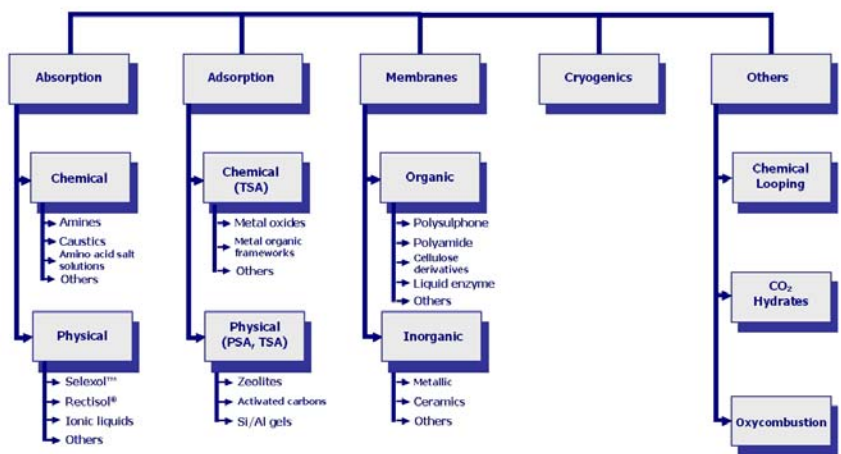 Absorption
Adsorption
Membranes
Cryogenics
Others
Chemical
Amines
Caustics
Amino acid salt
solutions
Others
Physical
Selexol™
Rectisol®
Ionic liquids
Others
Chemical
(TSA)
Metal oxides
Metal organic
frameworks
Others
Physical
(PSA, TSA)
Zeolites
Activated carbons
Si/Al gels
Organic
Polysulphone
Polyamide
Cellulose
derivatives
Liquid enzyme
Others
Inorganic
Metallic
Ceramics
Others
Chemical
Looping
CO₂
Hydrates
Oxycombustion